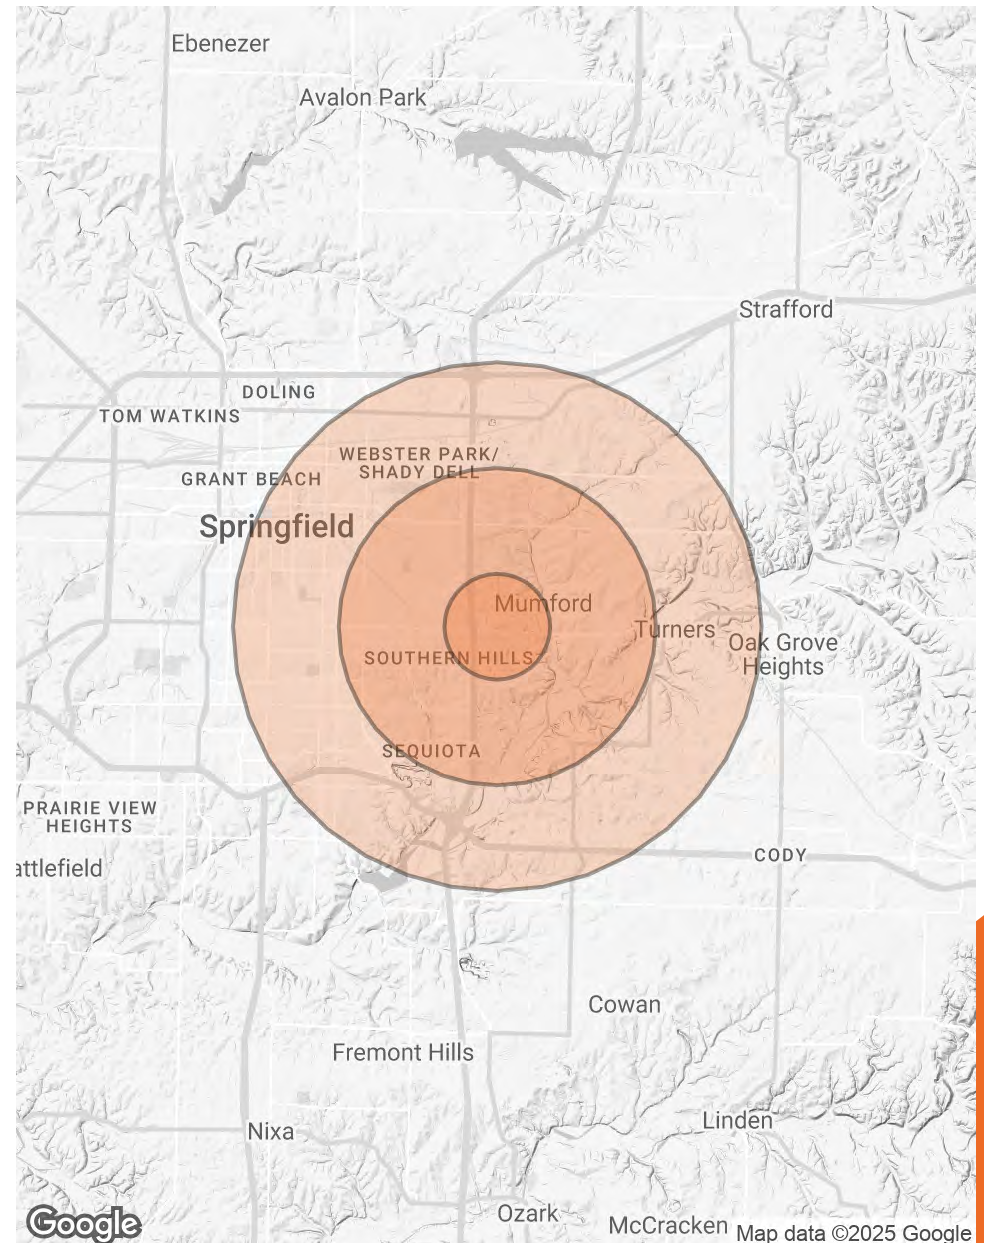 Ebenezer
Avalon Park
Strafford
DOLING
TOM WATKINS
WEBSTER PARK/
SHADY DELL
GRANT BEACH
Springfield
Mumford
Turners
Oak Grove
Heights
SOUTHERN HILLS
SEQUIOTA
PRAIRIE VIEW
HEIGHTS
CODY
attlefield
Cowan
Fremont Hills
Linden
Nixa
Ozark
McCracken
Google
Map data ©2025 Google